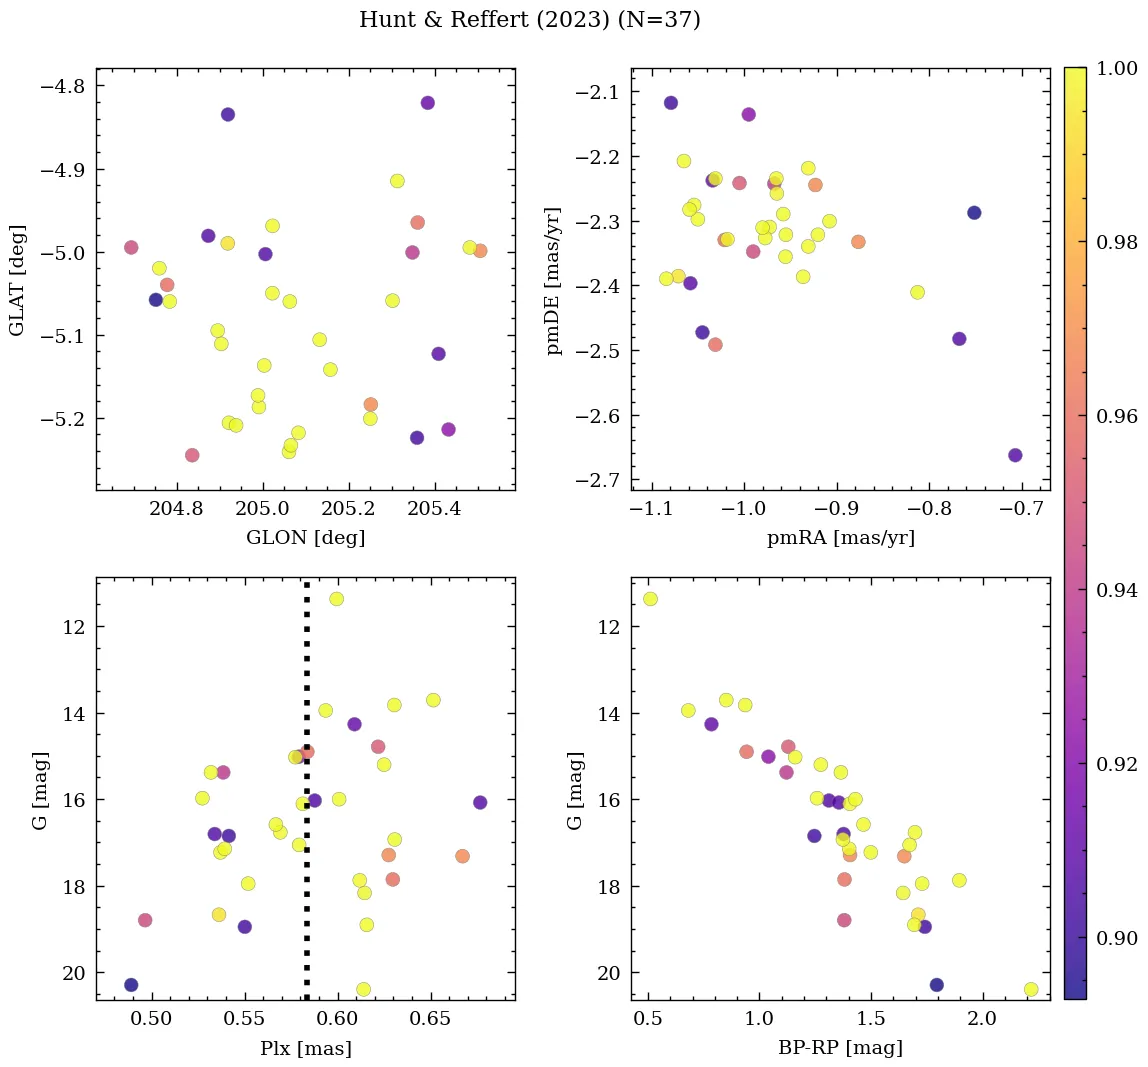 Hunt & Reffert (2023) (N=37)
−4.8
−4.9
−5.0
−5.1
−5.2
GLAT [deg]
204.8 205.0 205.2 205.4
GLON [deg]
−2.1
−2.2
−2.3
−2.4
−2.5
−2.6
−2.7
pmDE [mas/yr]
−1.1 −1.0 −0.9 −0.8 −0.7
pmRA [mas/yr]
12
14
16
18
20
G [mag]
0.50 0.55 0.60 0.65
Plx [mas]
12
14
16
18
20
G [mag]
0.5 1.0 1.5 2.0
BP-RP [mag]
1.00
0.98
0.96
0.94
0.92
0.90